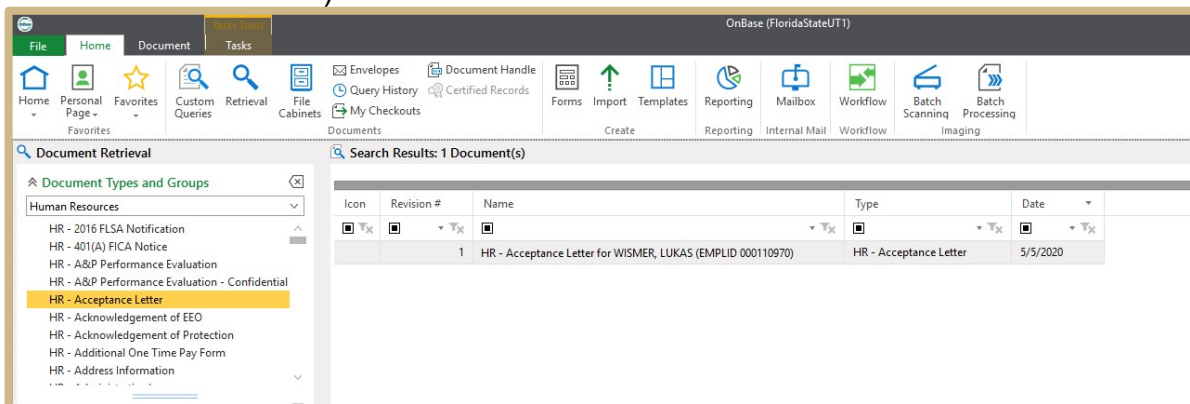 )
OnBase
Tasks Tools
OnBase (FloridaStateUT1)
File Home Document Tasks
Home
Personal Page
Favorites
Custom Queries
Retrieval
File Cabinets
Envelopes
Document Handle
Query History
Certified Records
My Checkouts
Forms
Import
Templates
Reporting
Mailbox
Workflow
Batch Scanning
Batch Processing
Favorites
Documents
Create
Reporting
Internal Mail
Workflow
Imaging
Document Retrieval
Search Results: 1 Document(s)
Document Types and Groups
Human Resources
HR - 2016 FLSA Notification
HR - 401(A) FICA Notice
HR - A&P Performance Evaluation
HR - A&P Performance Evaluation - Confidential
HR - Acceptance Letter
HR - Acknowledgement of EEO
HR - Acknowledgement of Protection
HR - Additional One Time Pay Form
HR - Address Information
Icon Revision # Name Type Date
1 HR - Acceptance Letter for WISMER, LUKAS (EMPLID 000110970) HR - Acceptance Letter 5/5/2020